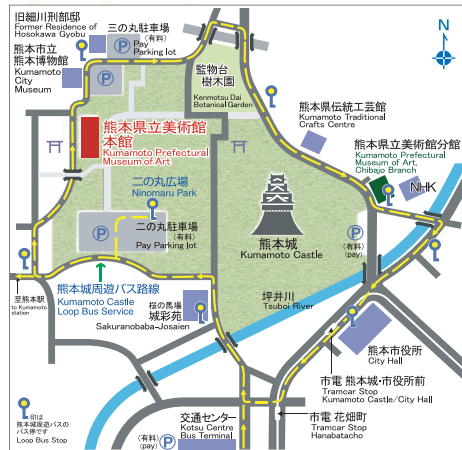 旧細川刑部邸
Former Residence of
Hosokawa Gyobu
三の丸駐車場
(有料)
Pay
Parking lot
P
熊本市立
熊本博物館
Kumamoto
City
Museum
監物台
樹木園
Kenmotsu Dai
Botanical Garden
N
熊本県伝統工芸館
Kumamoto Traditional
Crafts Centre
熊本県立美術館
本館
Kumamoto Prefectural
Museum of Art
熊本県立美術館分館
Kumamoto Prefectural
Museum of Art,
Chibajo Branch
NHK
二の丸広場
Ninomaru Park
二の丸駐車場
(有料)
Pay Parking lot
P
熊本城
Kumamoto Castle
P
(有料)
(pay)
至熊本駅
to Kumamoto
station
熊本城周遊バス路線
Kumamoto Castle
Loop Bus Service
桜の馬場
城彩苑
Sakuranobaba-Josaien
坪井川
Tsuboi River
熊本市役所
City Hall
市電 熊本城・市役所前
Tramcar Stop
Kumamoto Castle/City Hall
市電 花畑町
Tramcar Stop
Hanabatacho
交通センター
Kotsu Centre
Bus Terminal
(有料)
(pay)
P
印は
熊本城周遊バスの
バス停です
Loop Bus Stop